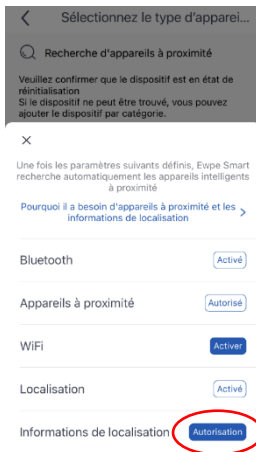 Sélectionnez le type d'apparei...
Recherche d'appareils à proximité
Veuillez confirmer que le dispositif est en état de
réinitialisation
Si le dispositif ne peut être trouvé, vous pouvez
ajouter le dispositif par catégorie.
Une fois les paramètres suivants définis, Ewpe Smart
recherche automatiquement les appareils intelligents
à proximité
Pourquoi il a besoin d'appareils à proximité et les
informations de localisation
Bluetooth Activé
Appareils à proximité Autorisé
WiFi Activer
Localisation Activé
Informations de localisation Autorisation